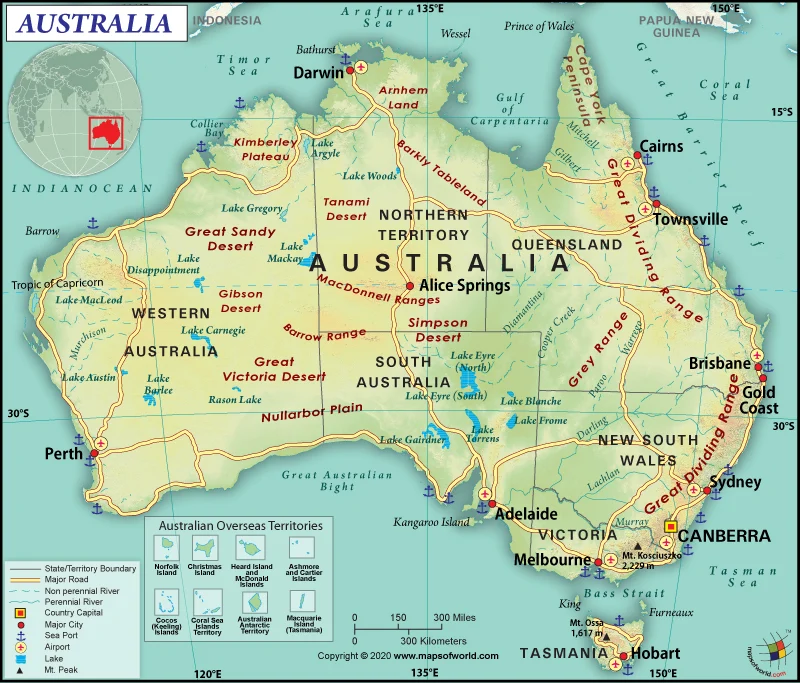 AUSTRALIA
INDONESIA
Arafura
Sea
135°E
Wessel
Prince of Wales
PAPUA NEW
GUINEA
150°E
Timor
Sea
Bathurst
Darwin
Arnhem
Land
Cape York
Peninsula
Great Barrier Reef
Coral
Sea
Gulf
of
Carpentaria
15°S
Collier
Bay
Kimberley
Plateau
Lake
Argyle
Mitchell
Gilbert
Cairns
INDIANOCEAN
Lake Woods
Barkly Tableland
Townsville
Great Dividing Range
Barrow
Lake Gregory
Tanami
Desert
NORTHERN
TERRITORY
QUEENSLAND
Great Sandy
Desert
Lake
Mackay
AUSTRALIA
Lake
Disappointment
Tropic of Capricorn
Lake MacLeod
Gibson
Desert
MacDonnell Ranges
Alice Springs
Diamantina
Cooper Creek
WESTERN
AUSTRALIA
Murchison
Lake Carnegie
Barrow Range
Simpson
Desert
Grey Range
Warrego
Paroo
Brisbane
Gold
Coast
Lake Austin
Lake
Barlee
Great
Victoria Desert
Rason Lake
SOUTH
AUSTRALIA
Lake Eyre
(North)
Lake Eyre (South)
Lake Blanche
Lake Frome
Lake
Torrens
Lake Gairdner
30°S
Nullarbor Plain
Darling
NEW SOUTH
WALES
Great Dividing Range
30°S
Perth
Great Australian
Bight
Lachlan
Sydney
Kangaroo Island
Adelaide
Murray
CANBERRA
VICTORIA
Mt. Kosciuszko
2,229 m
Melbourne
Tasman
Sea
Bass Strait
King
Furneaux
Mt. Ossa
1,617 m
TASMANIA
Hobart
Australian Overseas Territories
Norfolk
Island
Christmas
Island
Heard Island
and
McDonald
Islands
Ashmore
and Cartier
Islands
Cocos
(Keeling)
Islands
Coral Sea
Islands
Territory
Australian
Antarctic
Territory
Macquarie
Island
(Tasmania)
State/Territory Boundary
Major Road
Non perennial River
Perennial River
Country Capital
Major City
Sea Port
Airport
Lake
Mt. Peak
0 150 300 Miles
0 300 Kilometers
Copyright © 2020 www.mapsofworld.com
120°E
135°E
150°E
mapsofworld.com
TM